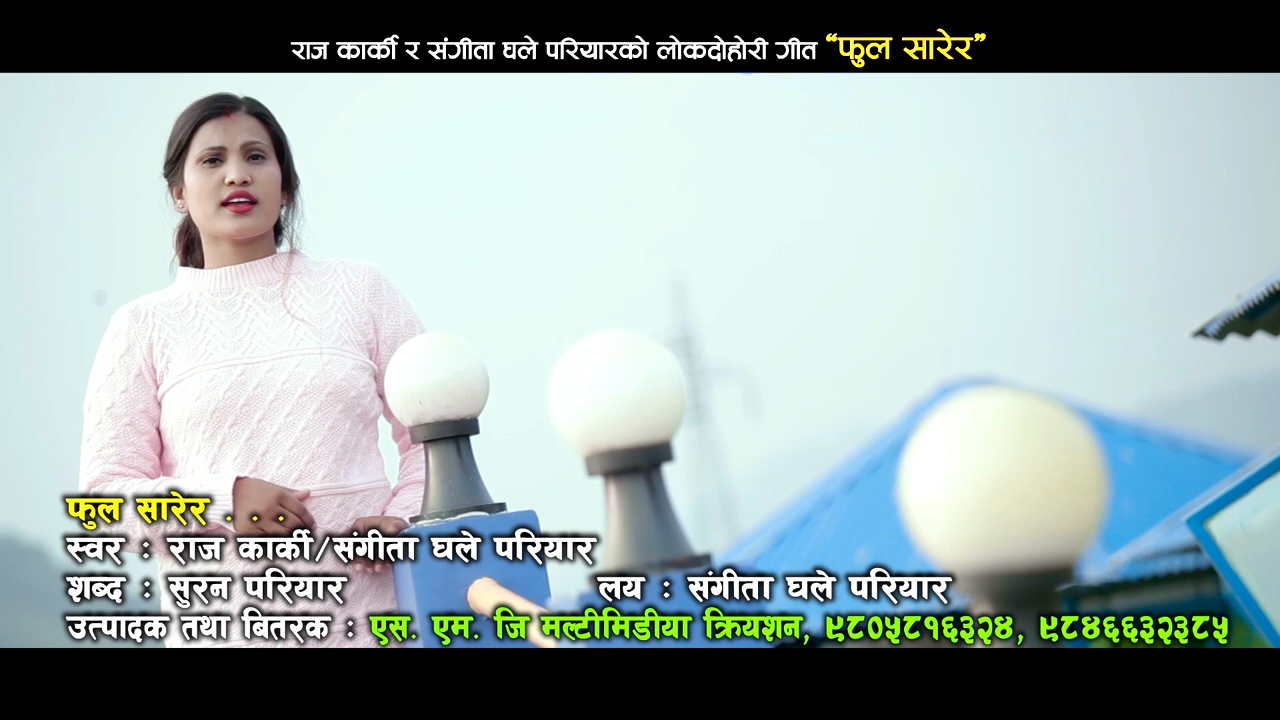 राज कार्की र संगीता घले परियारको लोकदोहोरी गीत “फुल सारेर”
फुल सारेर . . .
स्वर : राज कार्की/संगीता घले परियार
शब्द : सुरन परियार लय : संगीता घले परियार
उत्पादक तथा बितरक : एस. एम. जि मल्टीमिडीया क्रियशन, ९८०५८१६३२४, ९८४६६३२३८५